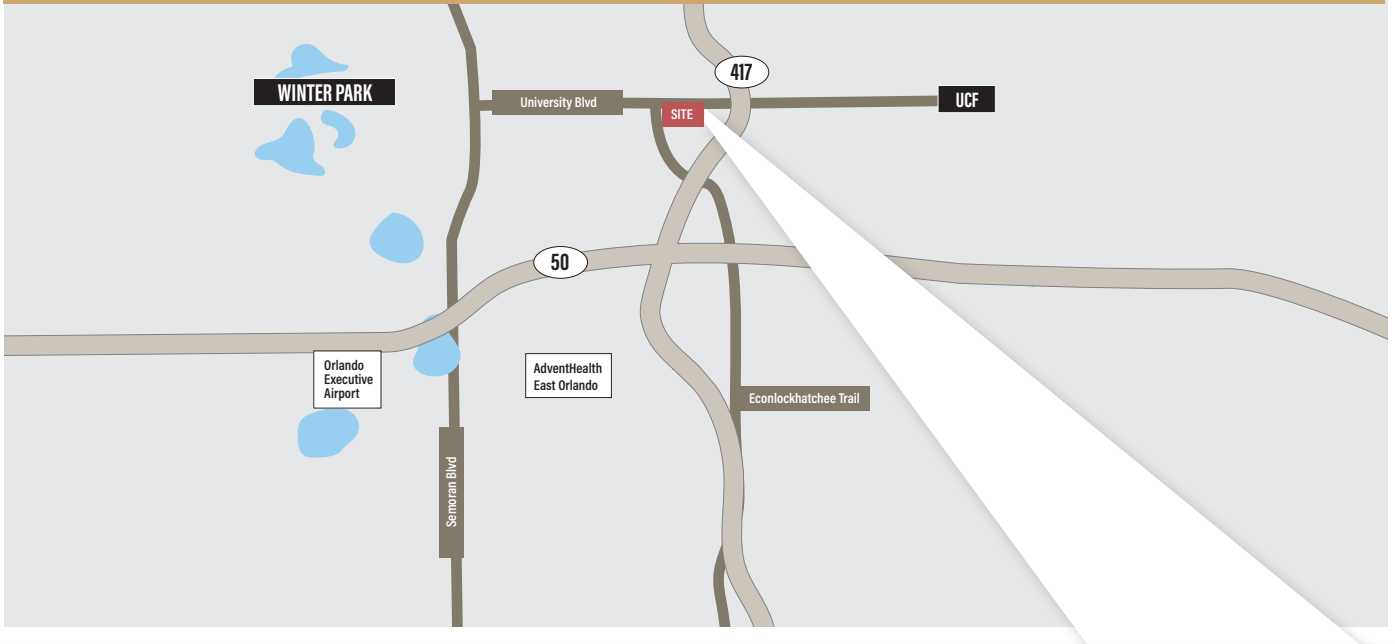 417
WINTER PARK
University Blvd
SITE
UCF
50
Orlando
Executive
Airport
AdventHealth
East Orlando
Econlockhatchee Trail
Semoran Blvd